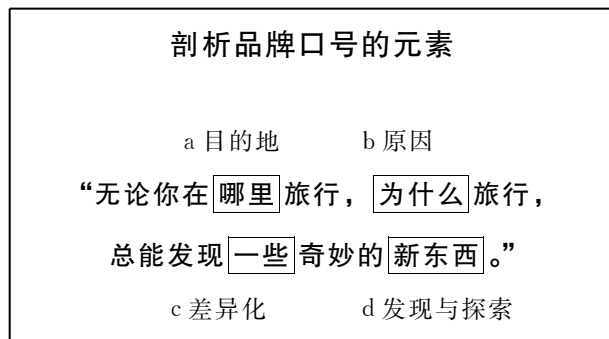 剖析品牌口号的元素
a 目的地 b 原因
“无论你在哪里旅行，为什么旅行，
总能发现一些奇妙的新东西。”
c 差异化 d 发现与探索